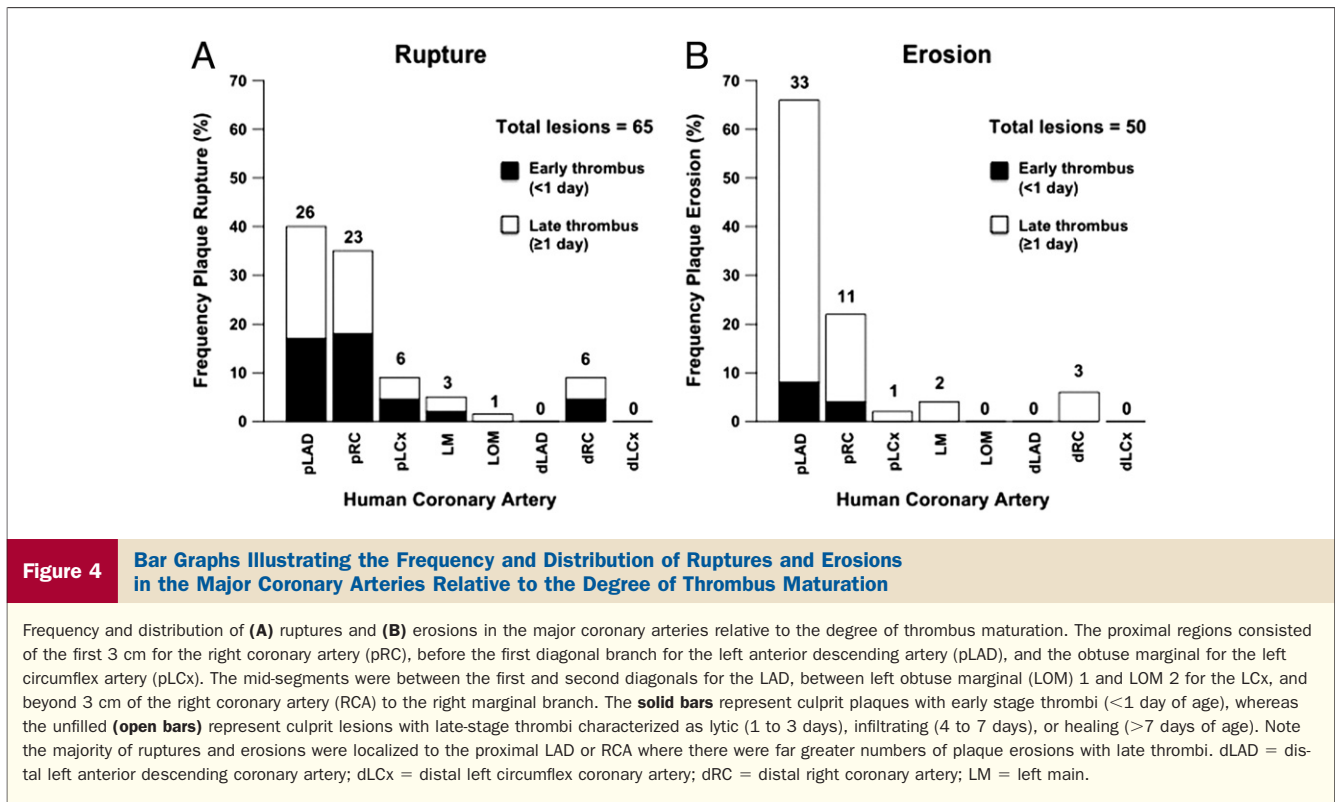 A
Rupture
Frequency Plaque Rupture (%)
70
60
50
40
30
20
10
0
Total lesions = 65
Early thrombus
(<1 day)
Late thrombus
(≥1 day)
26
23
6
3
1
0
6
0
pLAD
pRC
pLCx
LM
LOM
dLAD
dRC
dLCx
Human Coronary Artery
B
Erosion
Frequency Plaque Erosion (%)
70
60
50
40
30
20
10
0
Total lesions = 50
Early thrombus
(<1 day)
Late thrombus
(≥1 day)
33
11
1
2
0
0
3
0
pLAD
pRC
pLCx
LM
LOM
dLAD
dRC
dLCx
Human Coronary Artery
Figure 4
Bar Graphs Illustrating the Frequency and Distribution of Ruptures and Erosions
in the Major Coronary Arteries Relative to the Degree of Thrombus Maturation
Frequency and distribution of (A) ruptures and (B) erosions in the major coronary arteries relative to the degree of thrombus maturation. The proximal regions consisted
of the first 3 cm for the right coronary artery (pRC), before the first diagonal branch for the left anterior descending artery (pLAD), and the obtuse marginal for the left
circumflex artery (pLCx). The mid-segments were between the first and second diagonals for the LAD, between left obtuse marginal (LOM) 1 and LOM 2 for the LCx, and
beyond 3 cm of the right coronary artery (RCA) to the right marginal branch. The solid bars represent culprit plaques with early stage thrombi (<1 day of age), whereas
the unfilled (open bars) represent culprit lesions with late-stage thrombi characterized as lytic (1 to 3 days), infiltrating (4 to 7 days), or healing (>7 days of age). Note
the majority of ruptures and erosions were localized to the proximal LAD or RCA where there were far greater numbers of plaque erosions with late thrombi. dLAD = dis-
tal left anterior descending coronary artery; dLCx = distal left circumflex coronary artery; dRC = distal right coronary artery; LM = left main.